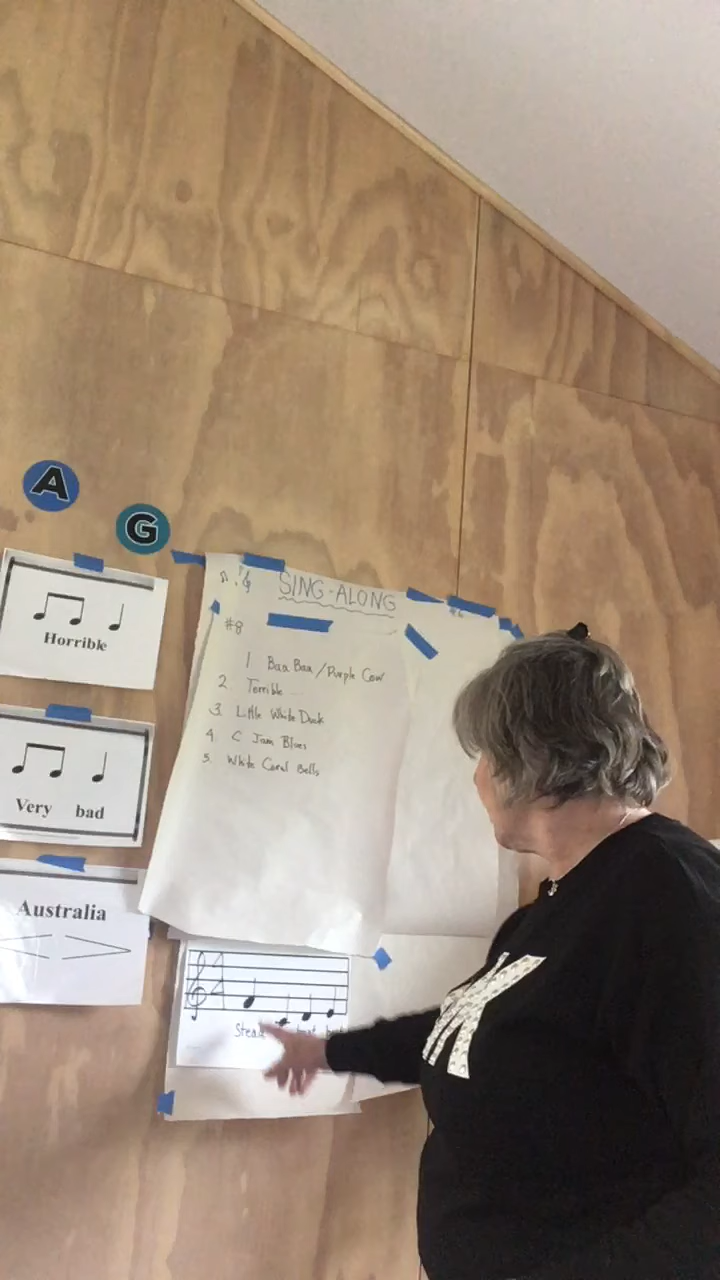 A
G
Horrible
Very bad
Australia
SING-ALONG
#8
1 Baa Baa / Purple Cow
2. Terrible
3. Little White Duck
4. C Jam Blues
5. White Coral Bells
K